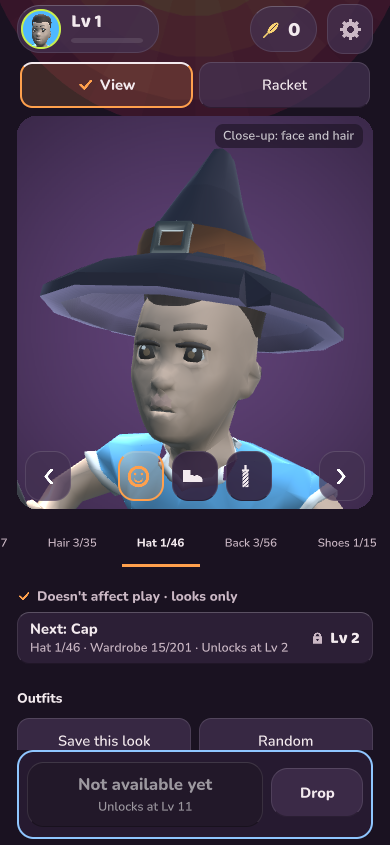 Lv 1
0
View
Racket
Close-up: face and hair
7
Hair 3/35
Hat 1/46
Back 3/56
Shoes 1/15
Doesn't affect play · looks only
Next: Cap
Hat 1/46 · Wardrobe 15/201 · Unlocks at Lv 2
Lv 2
Outfits
Save this look
Random
Not available yet
Unlocks at Lv 11
Drop